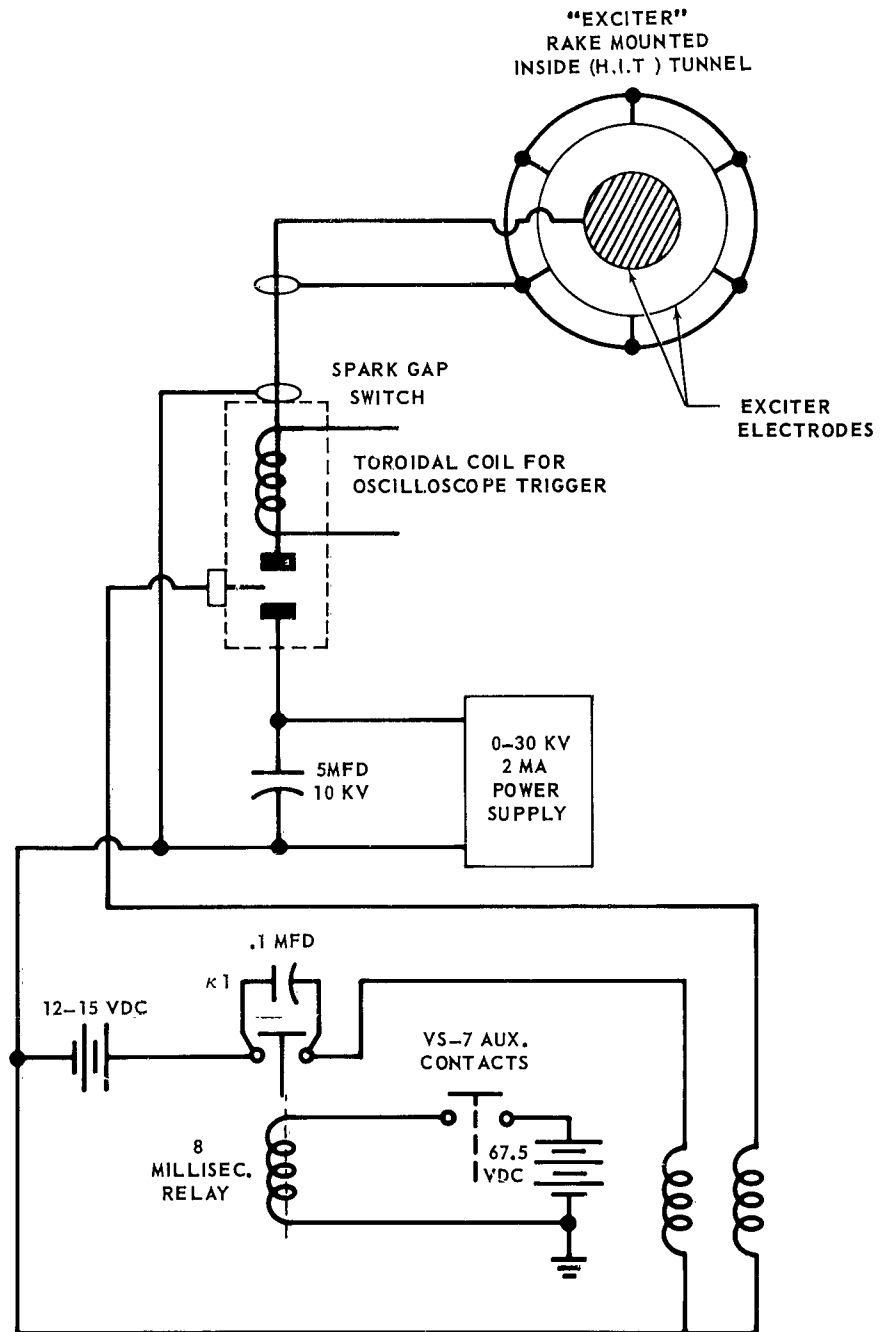 "EXCITER"
RAKE MOUNTED
INSIDE (H.I.T ) TUNNEL
SPARK GAP
SWITCH
EXCITER
ELECTRODES
TOROIDAL COIL FOR
OSCILLOSCOPE TRIGGER
5MFD
10 KV
0–30 KV
2 MA
POWER
SUPPLY
.1 MFD
κ1
12–15 VDC
VS–7 AUX.
CONTACTS
8
MILLISEC.
RELAY
67.5
VDC